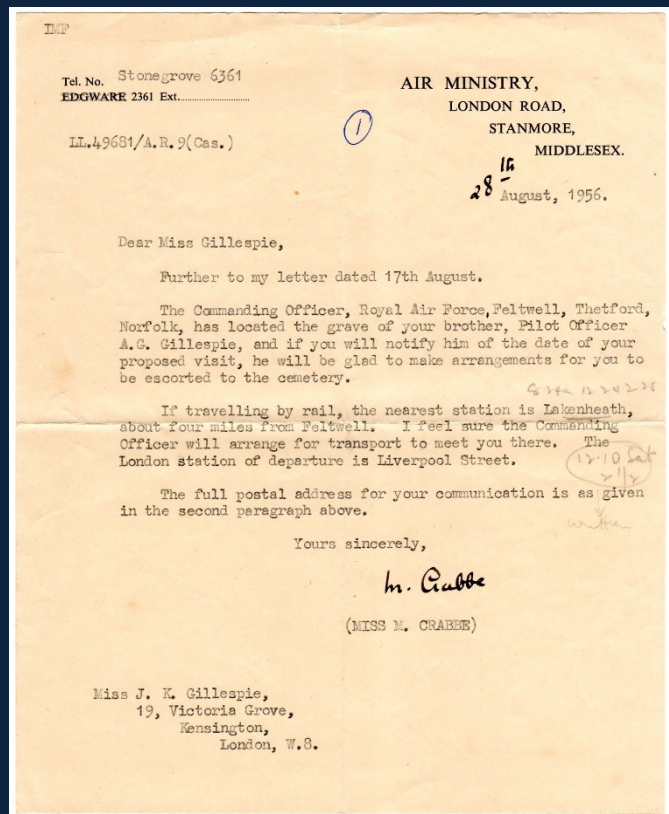 IMF
Tel. No. Stonegrove 6361
EDGWARE 2361 Ext.........................
AIR MINISTRY,
LONDON ROAD,
STANMORE,
MIDDLESEX.
1
LL.49681/A.R.9(Cas.)
28th August, 1956.
Dear Miss Gillespie,
Further to my letter dated 17th August.
The Commanding Officer, Royal Air Force, Feltwell, Thetford,
Norfolk, has located the grave of your brother, Pilot Officer
A.G. Gillespie, and if you will notify him of the date of your
proposed visit, he will be glad to make arrangements for you to
be escorted to the cemetery.
If travelling by rail, the nearest station is Lakenheath,
about four miles from Feltwell. I feel sure the Commanding
Officer will arrange for transport to meet you there. The
London station of departure is Liverpool Street.
12.10 Sat
2 1/2
The full postal address for your communication is as given
in the second paragraph above.
written
Yours sincerely,
M. Crabbe
(MISS M. CRABBE)
Miss J. K. Gillespie,
19, Victoria Grove,
Kensington,
London, W.8.